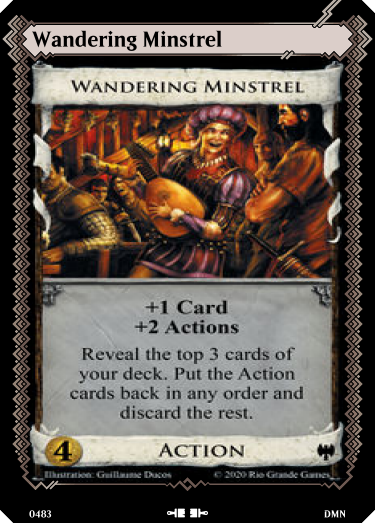 Wandering Minstrel
WANDERING MINSTREL
+1 Card
+2 Actions
Reveal the top 3 cards of
your deck. Put the Action
cards back in any order and
discard the rest.
4 ACTION
Illustration: Guillaume Ducos © 2020 Rio Grande Games
0483 DMN